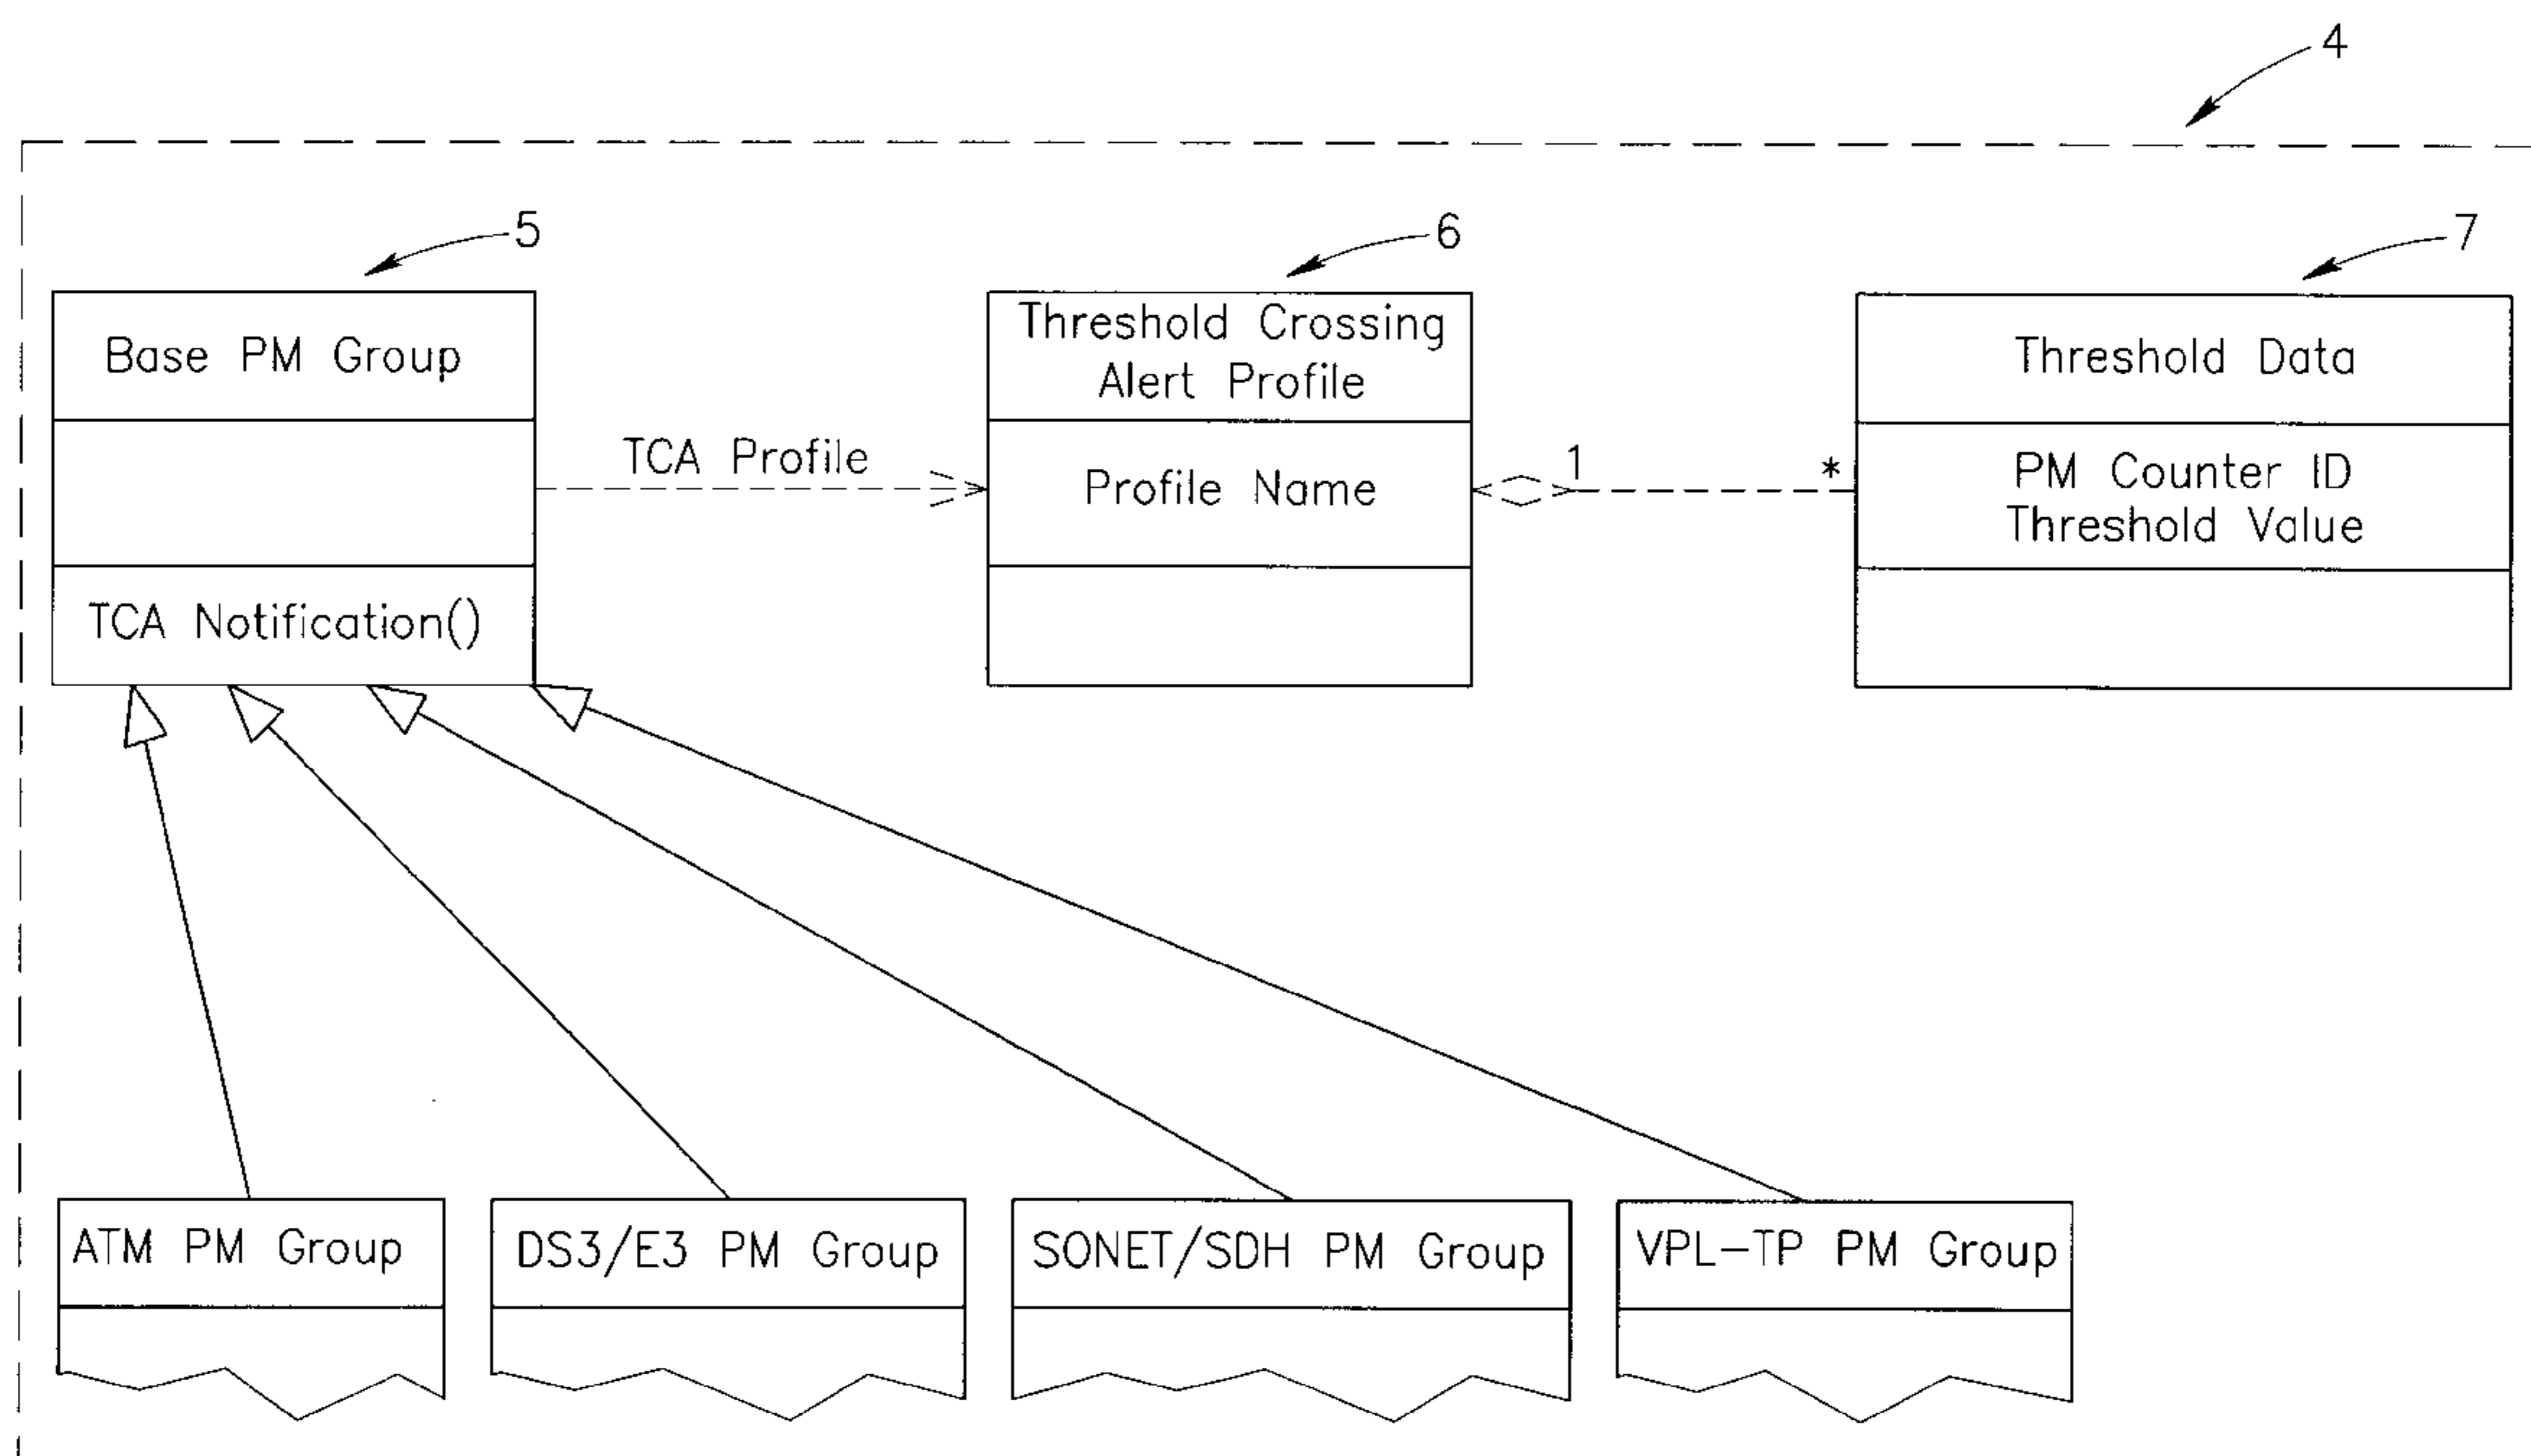 4
5
6
7
Base PM Group
Threshold Crossing
Alert Profile
Threshold Data
TCA Profile
Profile Name
1
*
PM Counter ID
Threshold Value
TCA Notification()
ATM PM Group
DS3/E3 PM Group
SONET/SDH PM Group
VPL-TP PM Group